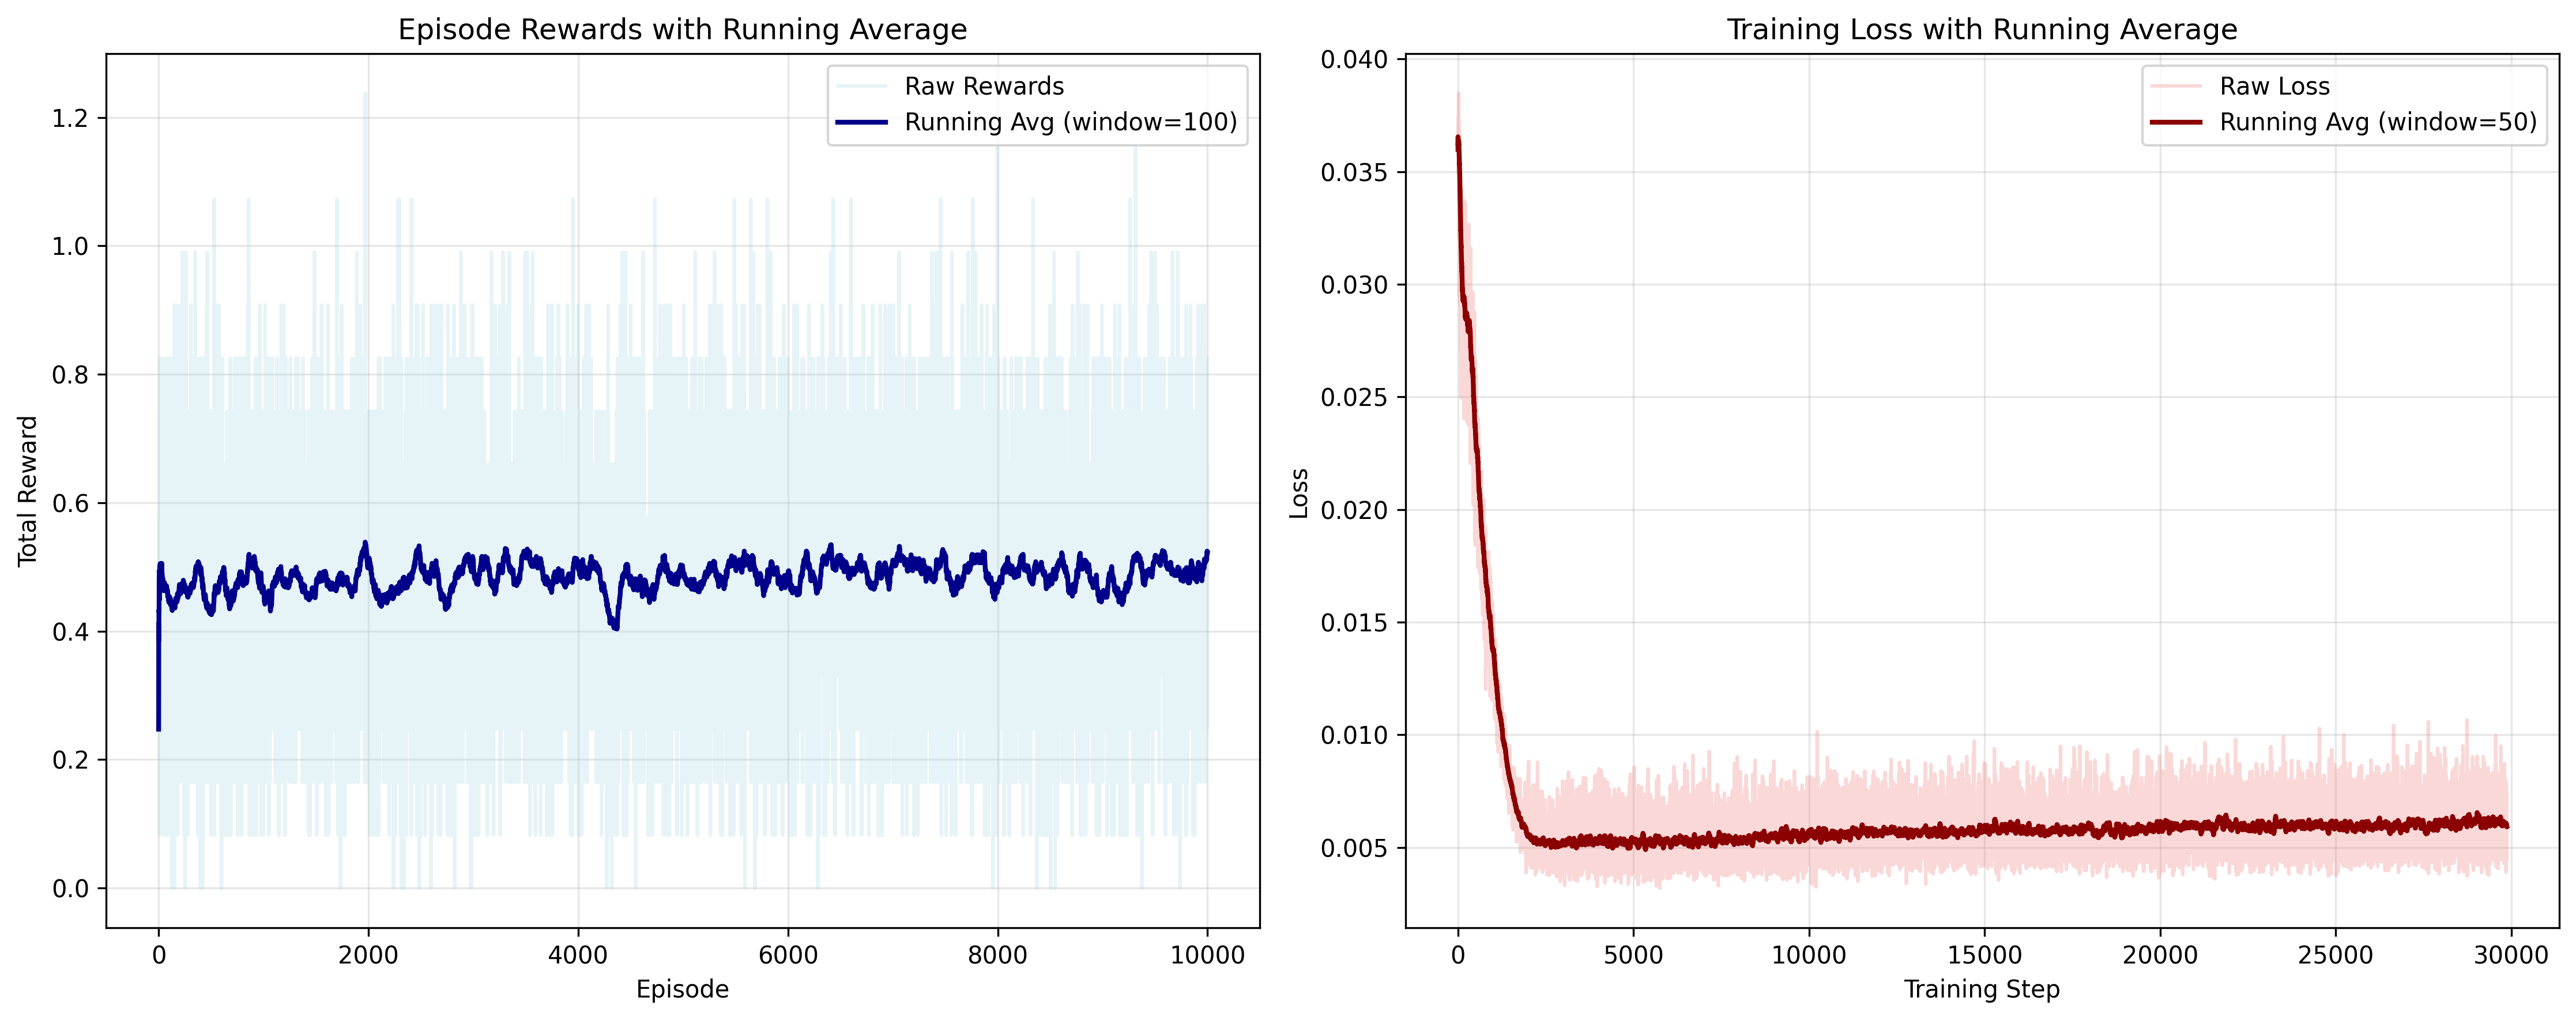 Episode Rewards with Running Average
Total Reward
1.2
1.0
0.8
0.6
0.4
0.2
0.0
Raw Rewards
Running Avg (window=100)
0 2000 4000 6000 8000 10000
Episode
Training Loss with Running Average
Loss
0.040
0.035
0.030
0.025
0.020
0.015
0.010
0.005
Raw Loss
Running Avg (window=50)
0 5000 10000 15000 20000 25000 30000
Training Step